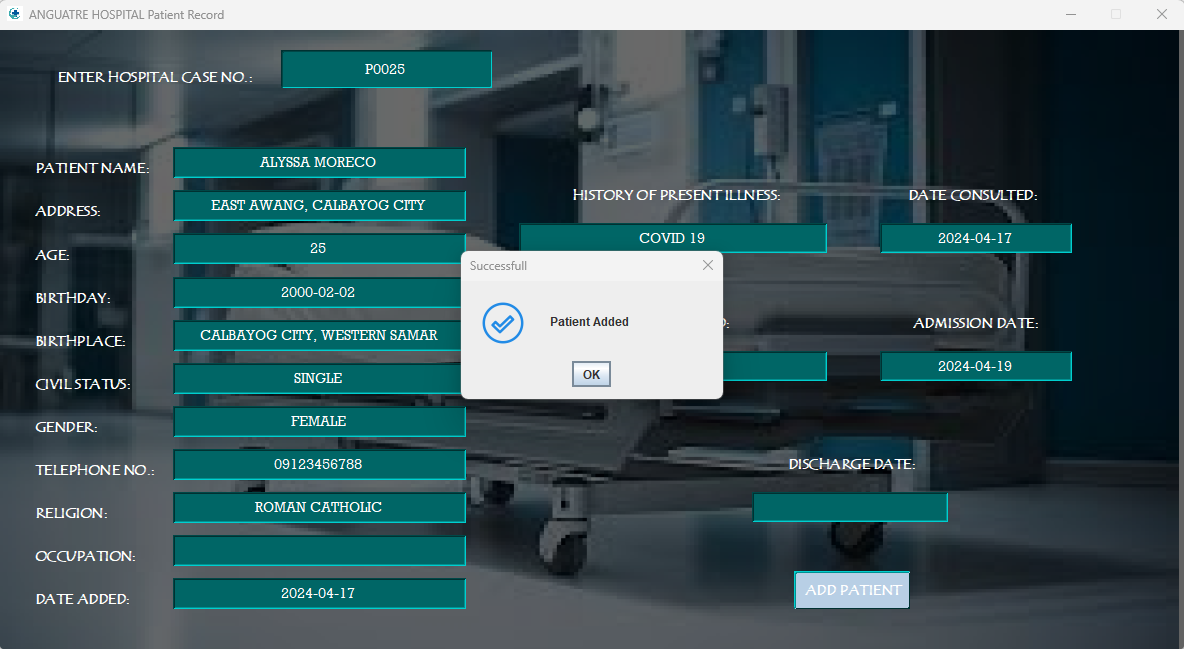 ANGUATRE HOSPITAL Patient Record
ENTER HOSPITAL CASE NO.: P0025
PATIENT NAME: ALYSSA MORECO
ADDRESS: EAST AWANG, CALBAYOG CITY
AGE: 25
BIRTHDAY: 2000-02-02
BIRTHPLACE: CALBAYOG CITY, WESTERN SAMAR
CIVIL STATUS: SINGLE
GENDER: FEMALE
TELEPHONE NO.: 09123456788
RELIGION: ROMAN CATHOLIC
OCCUPATION:
DATE ADDED: 2024-04-17
HISTORY OF PRESENT ILLNESS:
COVID 19
DATE CONSULTED:
2024-04-17
ADMISSION DATE:
2024-04-19
DISCHARGE DATE:
ADD PATIENT
Successfull
Patient Added
OK